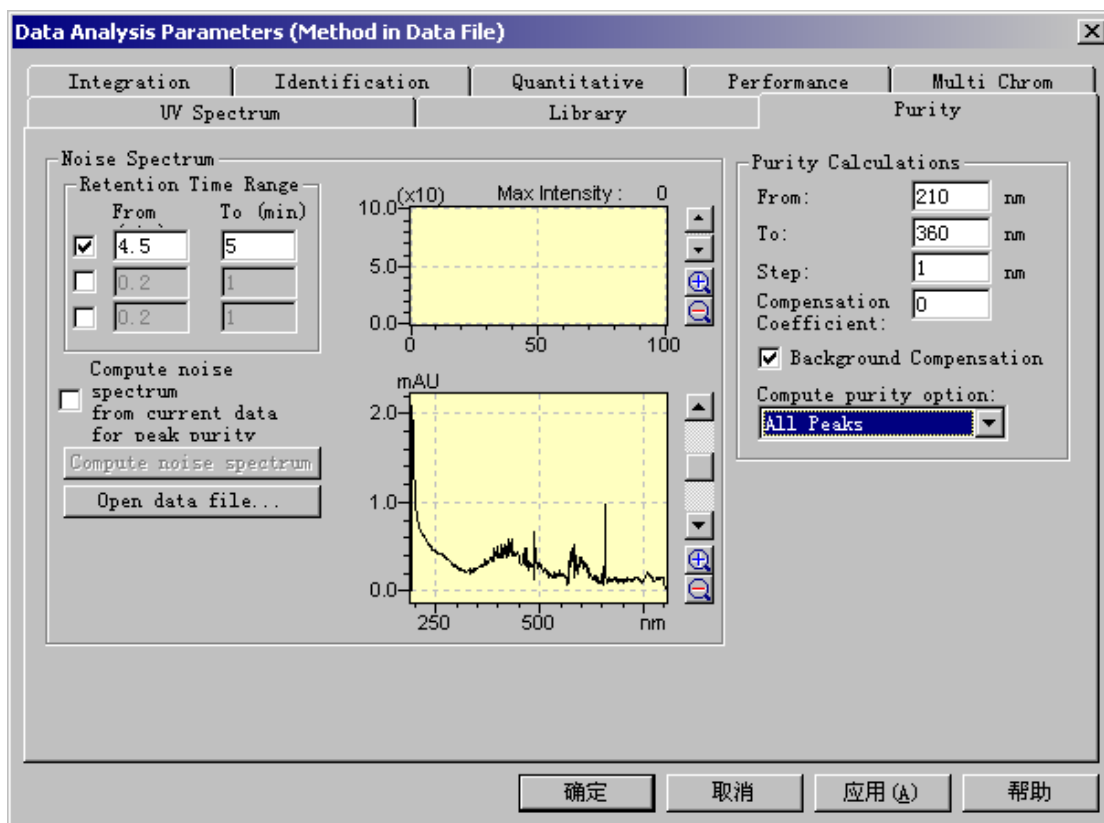 Data Analysis Parameters (Method in Data File)
Integration Identification Quantitative Performance Multi Chrom
UV Spectrum Library Purity
Noise Spectrum
Retention Time Range
From To (min)
4.5 5
0.2 1
0.2 1
Compute noise
spectrum
from current data
for peak purity
Compute noise spectrum
Open data file...
(x10) Max Intensity : 0
10.0
5.0
0.0
0 50 100
mAU
2.0
1.0
0.0
250 500 nm
Purity Calculations
From: 210 nm
To: 360 nm
Step: 1 nm
Compensation
Coefficient: 0
Background Compensation
Compute purity option:
All Peaks
确定 取消 应用(A) 帮助